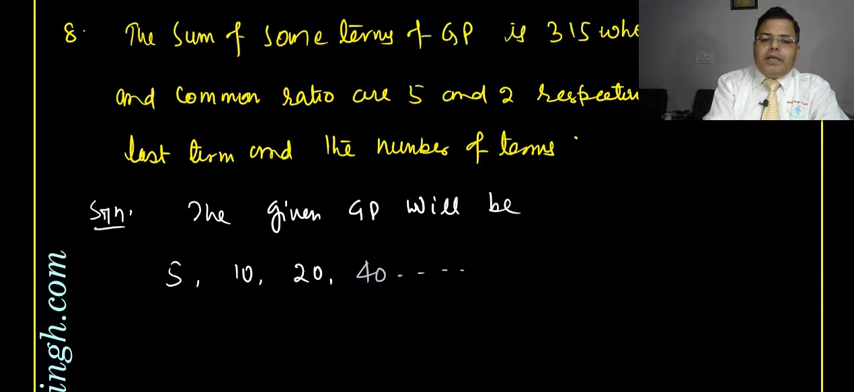 8. The Sum of Some terms of GP is 315 whe
and common ratio are 5 and 2 respectiv
last term and the number of terms.
Sol<sup>n</sup>. The given GP will be
5, 10, 20, 40 - - - -
ingh.com